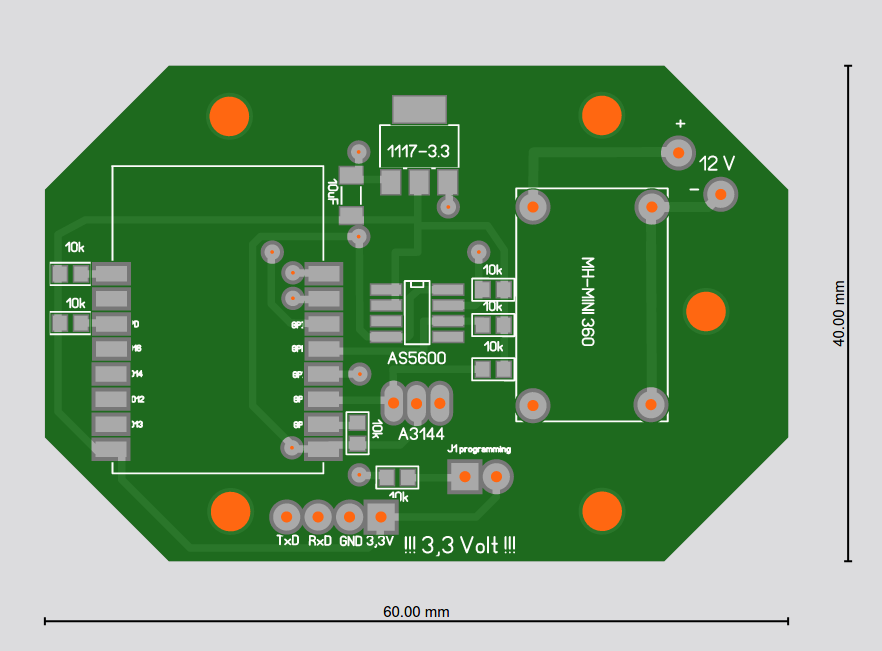 +
1117-3.3
12 V
-
10uF
10k
10k
10k
10k
10k
MH-MINI 360
AS5600
40.00 mm
10k
A3144
J1 programming
10k
TxD RxD GND 3,3V
!!! 3,3 Volt !!!
60.00 mm